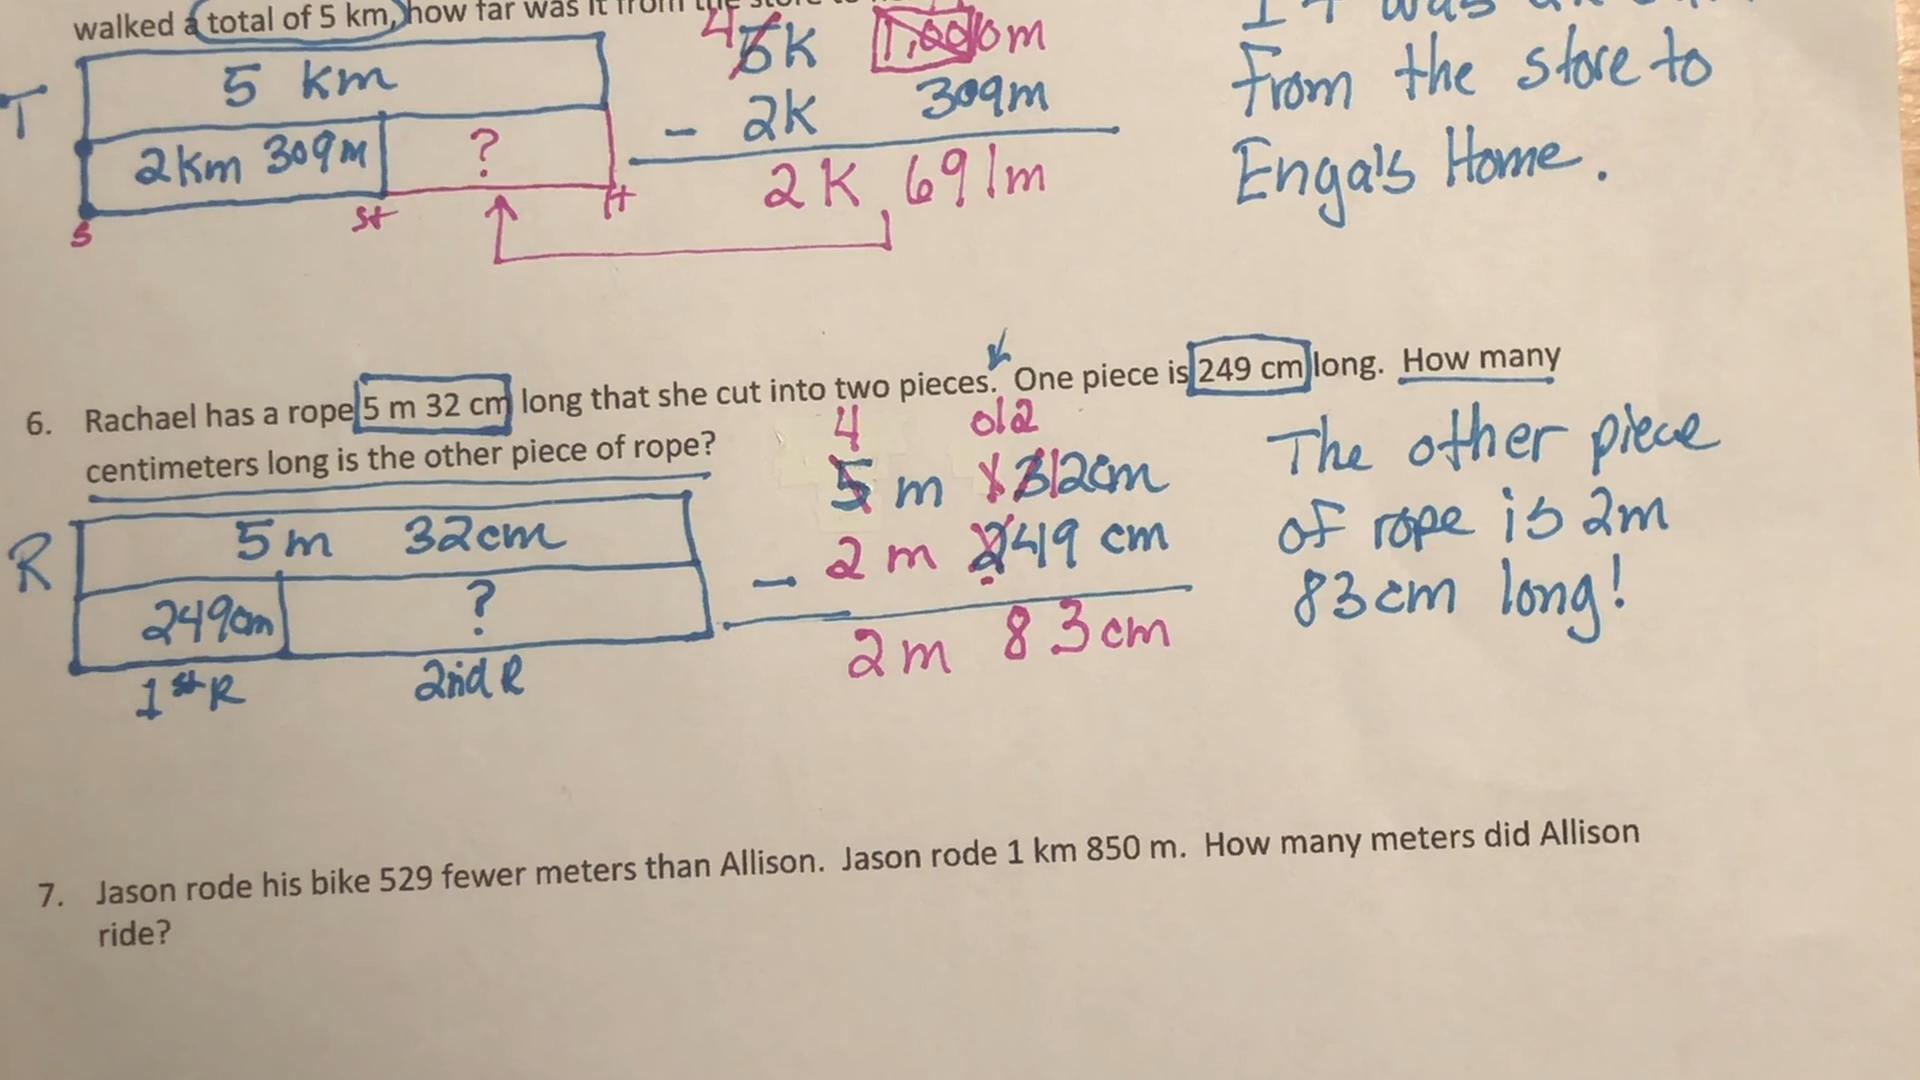 walked a total of 5 km, how far was it from the store to
5 km
T
2km 309m
?
S
st
H
4
5K 1,000m
- 2K 309m
2K, 691m
It was
From the store to
Enga's Home.
6. Rachael has a rope 5 m 32 cm long that she cut into two pieces. One piece is 249 cm long. How many
centimeters long is the other piece of rope?
R
5m 32cm
249cm
?
1st R
2nd R
4 012
5 m 1312cm
- 2 m 249 cm
2m 83cm
The other piece
of rope is 2m
83cm long!
7. Jason rode his bike 529 fewer meters than Allison. Jason rode 1 km 850 m. How many meters did Allison
ride?